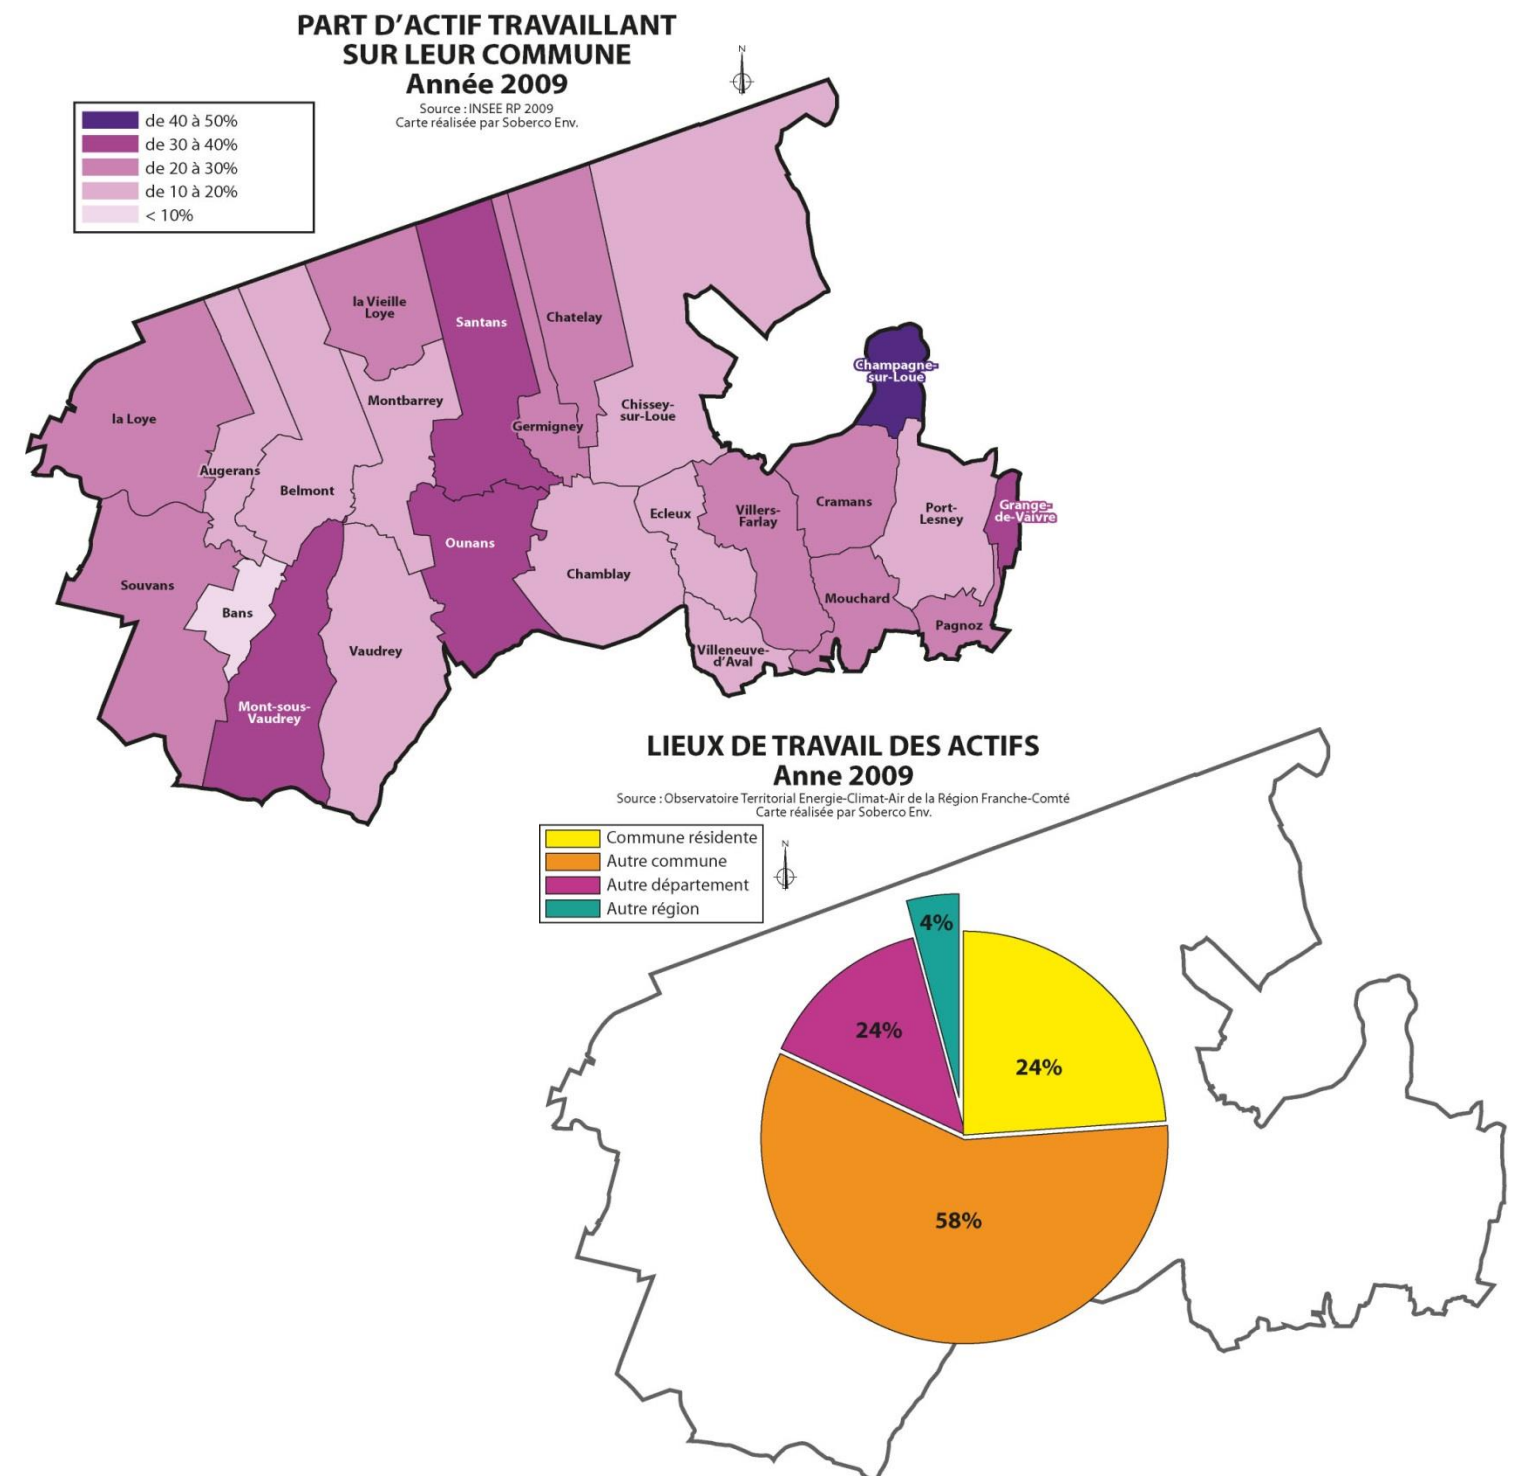 PART D'ACTIF TRAVAILLANT
SUR LEUR COMMUNE
Année 2009
Source : INSEE RP 2009
Carte réalisée par Soberco Env.
N
de 40 à 50%
de 30 à 40%
de 20 à 30%
de 10 à 20%
< 10%
la Vieille
Loye
Santans
Chatelay
Champagne-
sur-Loue
Montbarrey
Chissey-
sur-Loue
la Loye
Germigney
Augerans
Belmont
Ecleux
Villers-
Farlay
Cramans
Port-
Lesney
Grange-
de-Vaivre
Ounans
Chamblay
Souvans
Bans
Mouchard
Pagnoz
Vaudrey
Villeneuve-
d'Aval
Mont-sous-
Vaudrey
LIEUX DE TRAVAIL DES ACTIFS
Anne 2009
Source : Observatoire Territorial Energie-Climat-Air de la Région Franche-Comté
Carte réalisée par Soberco Env.
Commune résidente
Autre commune
Autre département
Autre région
N
4%
24%
24%
58%